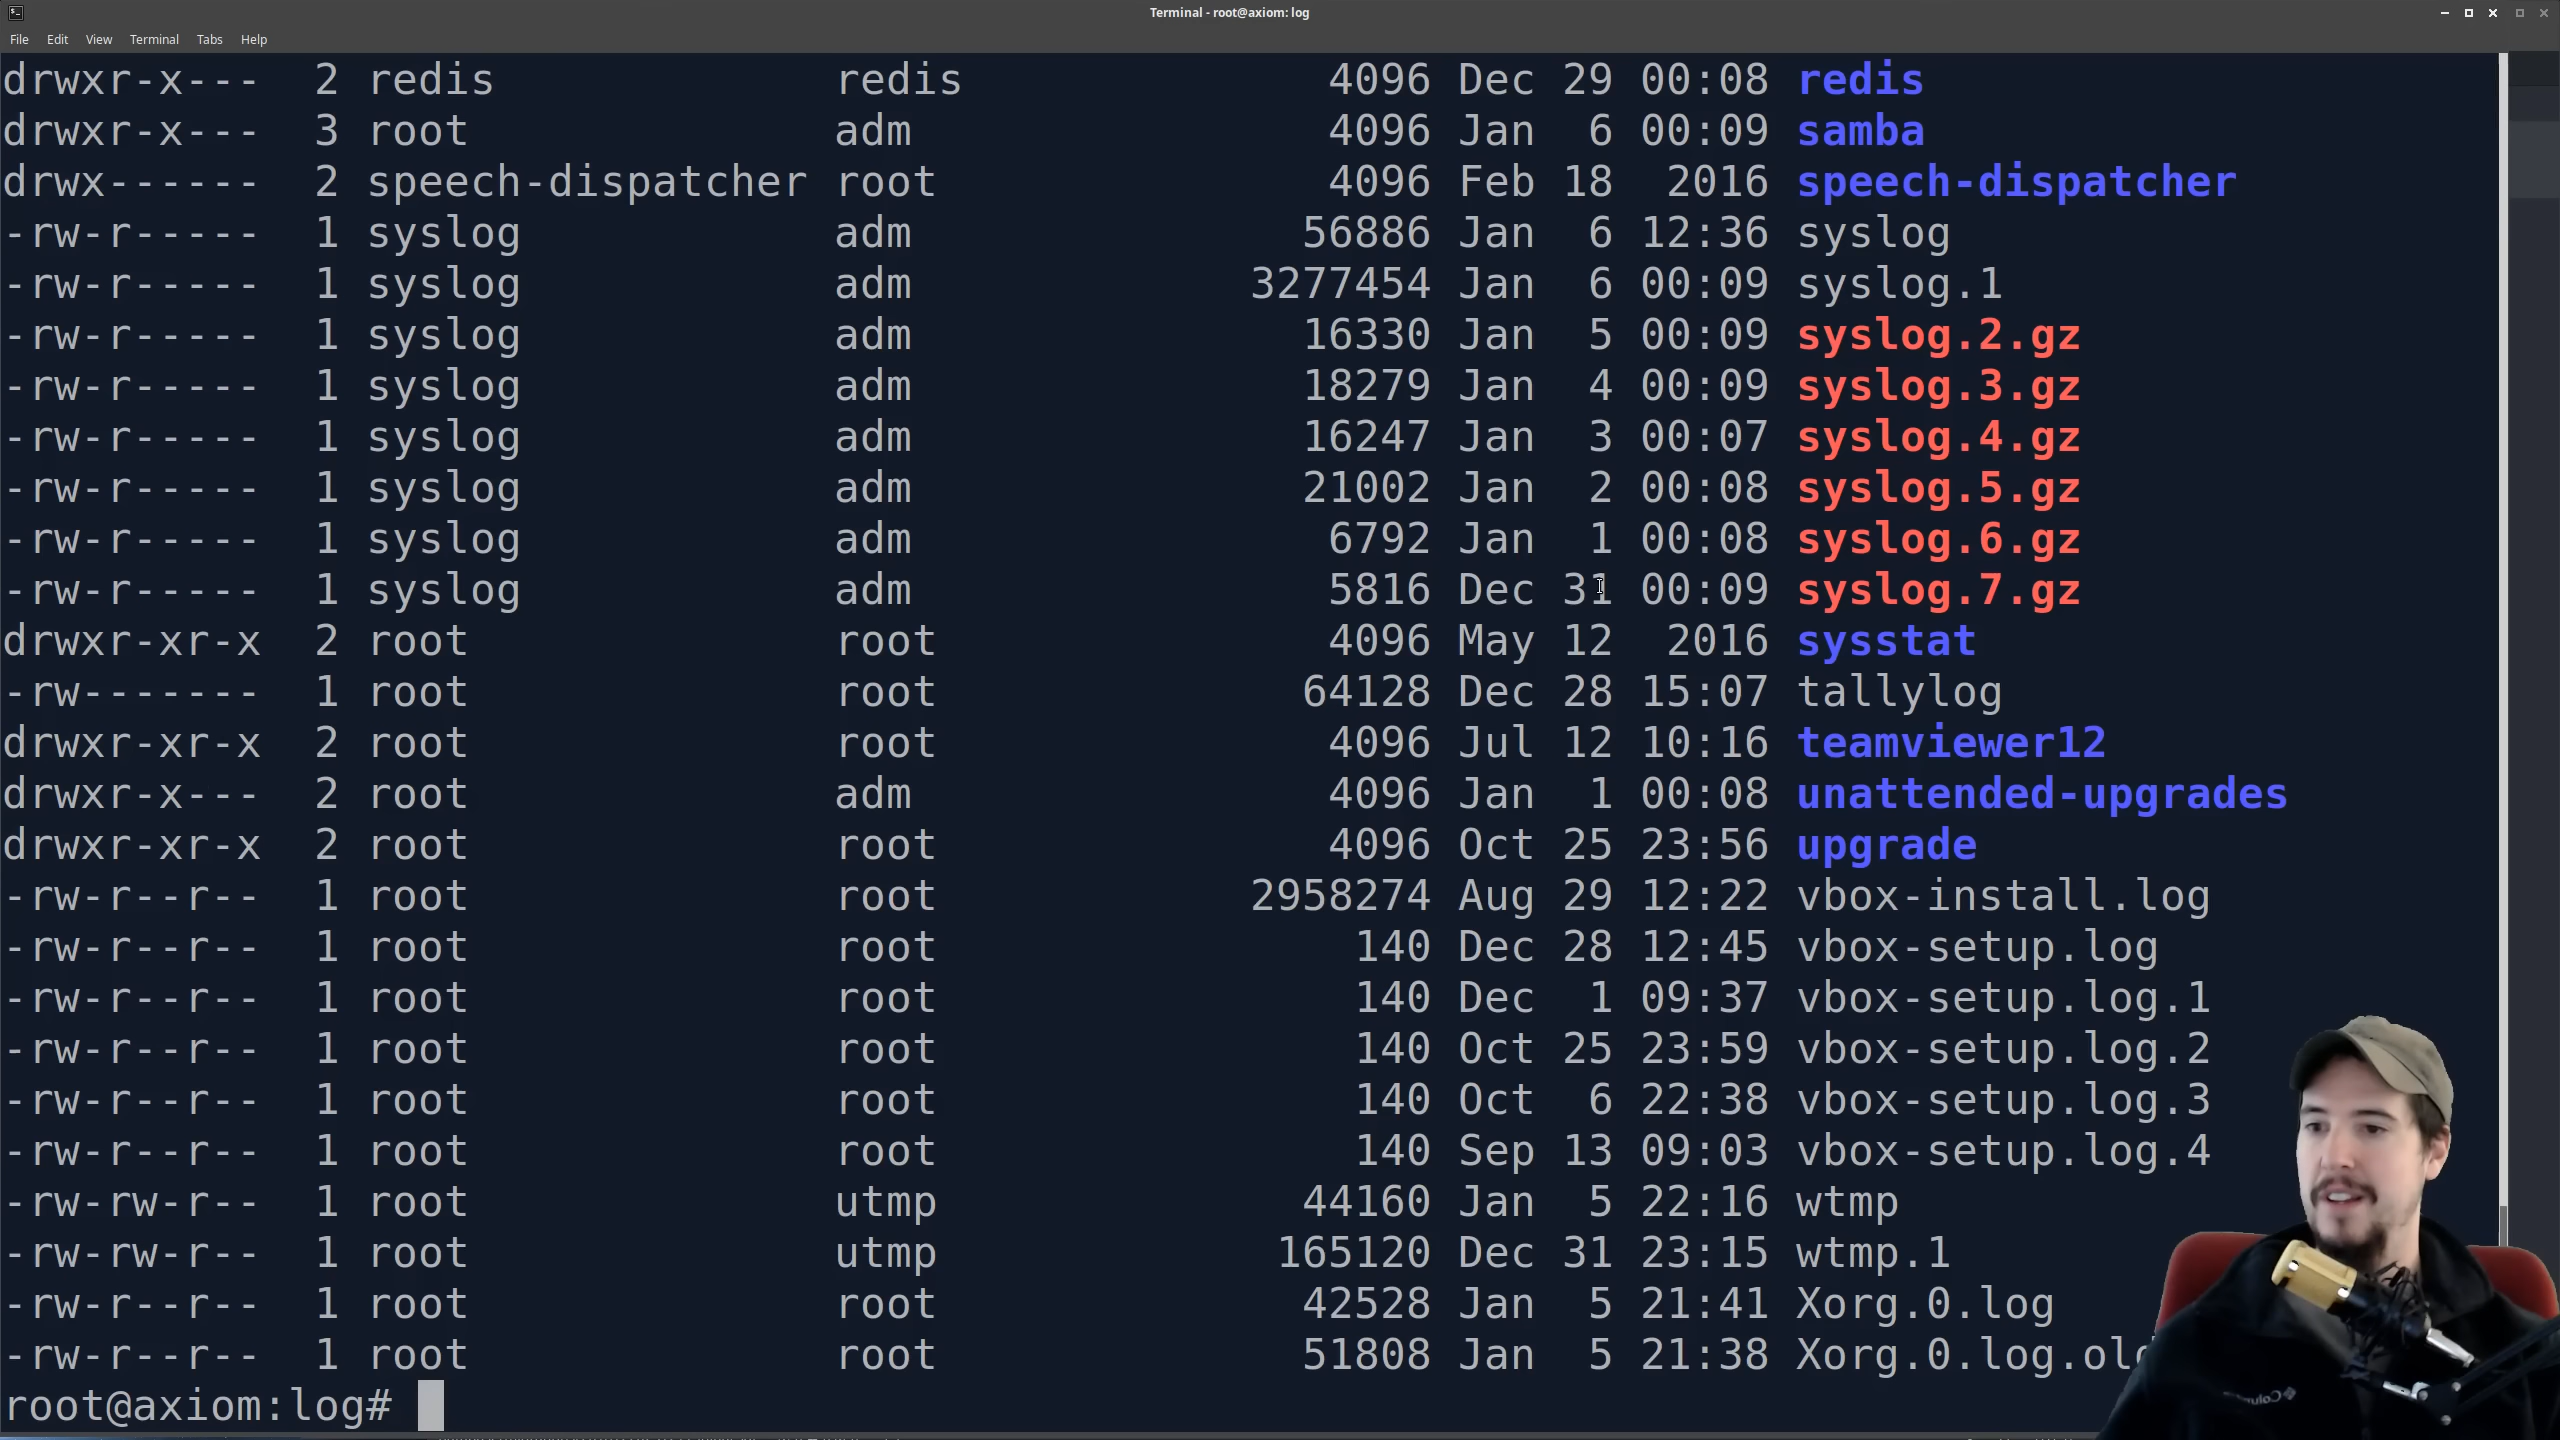 Terminal - root@axiom: log
File Edit View Terminal Tabs Help
drwxr-x--- 2 redis redis 4096 Dec 29 00:08 redis
drwxr-x--- 3 root adm 4096 Jan 6 00:09 samba
drwx------ 2 speech-dispatcher root 4096 Feb 18 2016 speech-dispatcher
-rw-r----- 1 syslog adm 56886 Jan 6 12:36 syslog
-rw-r----- 1 syslog adm 3277454 Jan 6 00:09 syslog.1
-rw-r----- 1 syslog adm 16330 Jan 5 00:09 syslog.2.gz
-rw-r----- 1 syslog adm 18279 Jan 4 00:09 syslog.3.gz
-rw-r----- 1 syslog adm 16247 Jan 3 00:07 syslog.4.gz
-rw-r----- 1 syslog adm 21002 Jan 2 00:08 syslog.5.gz
-rw-r----- 1 syslog adm 6792 Jan 1 00:08 syslog.6.gz
-rw-r----- 1 syslog adm 5816 Dec 31 00:09 syslog.7.gz
drwxr-xr-x 2 root root 4096 May 12 2016 sysstat
-rw------- 1 root root 64128 Dec 28 15:07 tallylog
drwxr-xr-x 2 root root 4096 Jul 12 10:16 teamviewer12
drwxr-x--- 2 root adm 4096 Jan 1 00:08 unattended-upgrades
drwxr-xr-x 2 root root 4096 Oct 25 23:56 upgrade
-rw-r--r-- 1 root root 2958274 Aug 29 12:22 vbox-install.log
-rw-r--r-- 1 root root 140 Dec 28 12:45 vbox-setup.log
-rw-r--r-- 1 root root 140 Dec 1 09:37 vbox-setup.log.1
-rw-r--r-- 1 root root 140 Oct 25 23:59 vbox-setup.log.2
-rw-r--r-- 1 root root 140 Oct 6 22:38 vbox-setup.log.3
-rw-r--r-- 1 root root 140 Sep 13 09:03 vbox-setup.log.4
-rw-rw-r-- 1 root utmp 44160 Jan 5 22:16 wtmp
-rw-rw-r-- 1 root utmp 165120 Dec 31 23:15 wtmp.1
-rw-r--r-- 1 root root 42528 Jan 5 21:41 Xorg.0.log
-rw-r--r-- 1 root root 51808 Jan 5 21:38 Xorg.0.log.old
root@axiom:log#